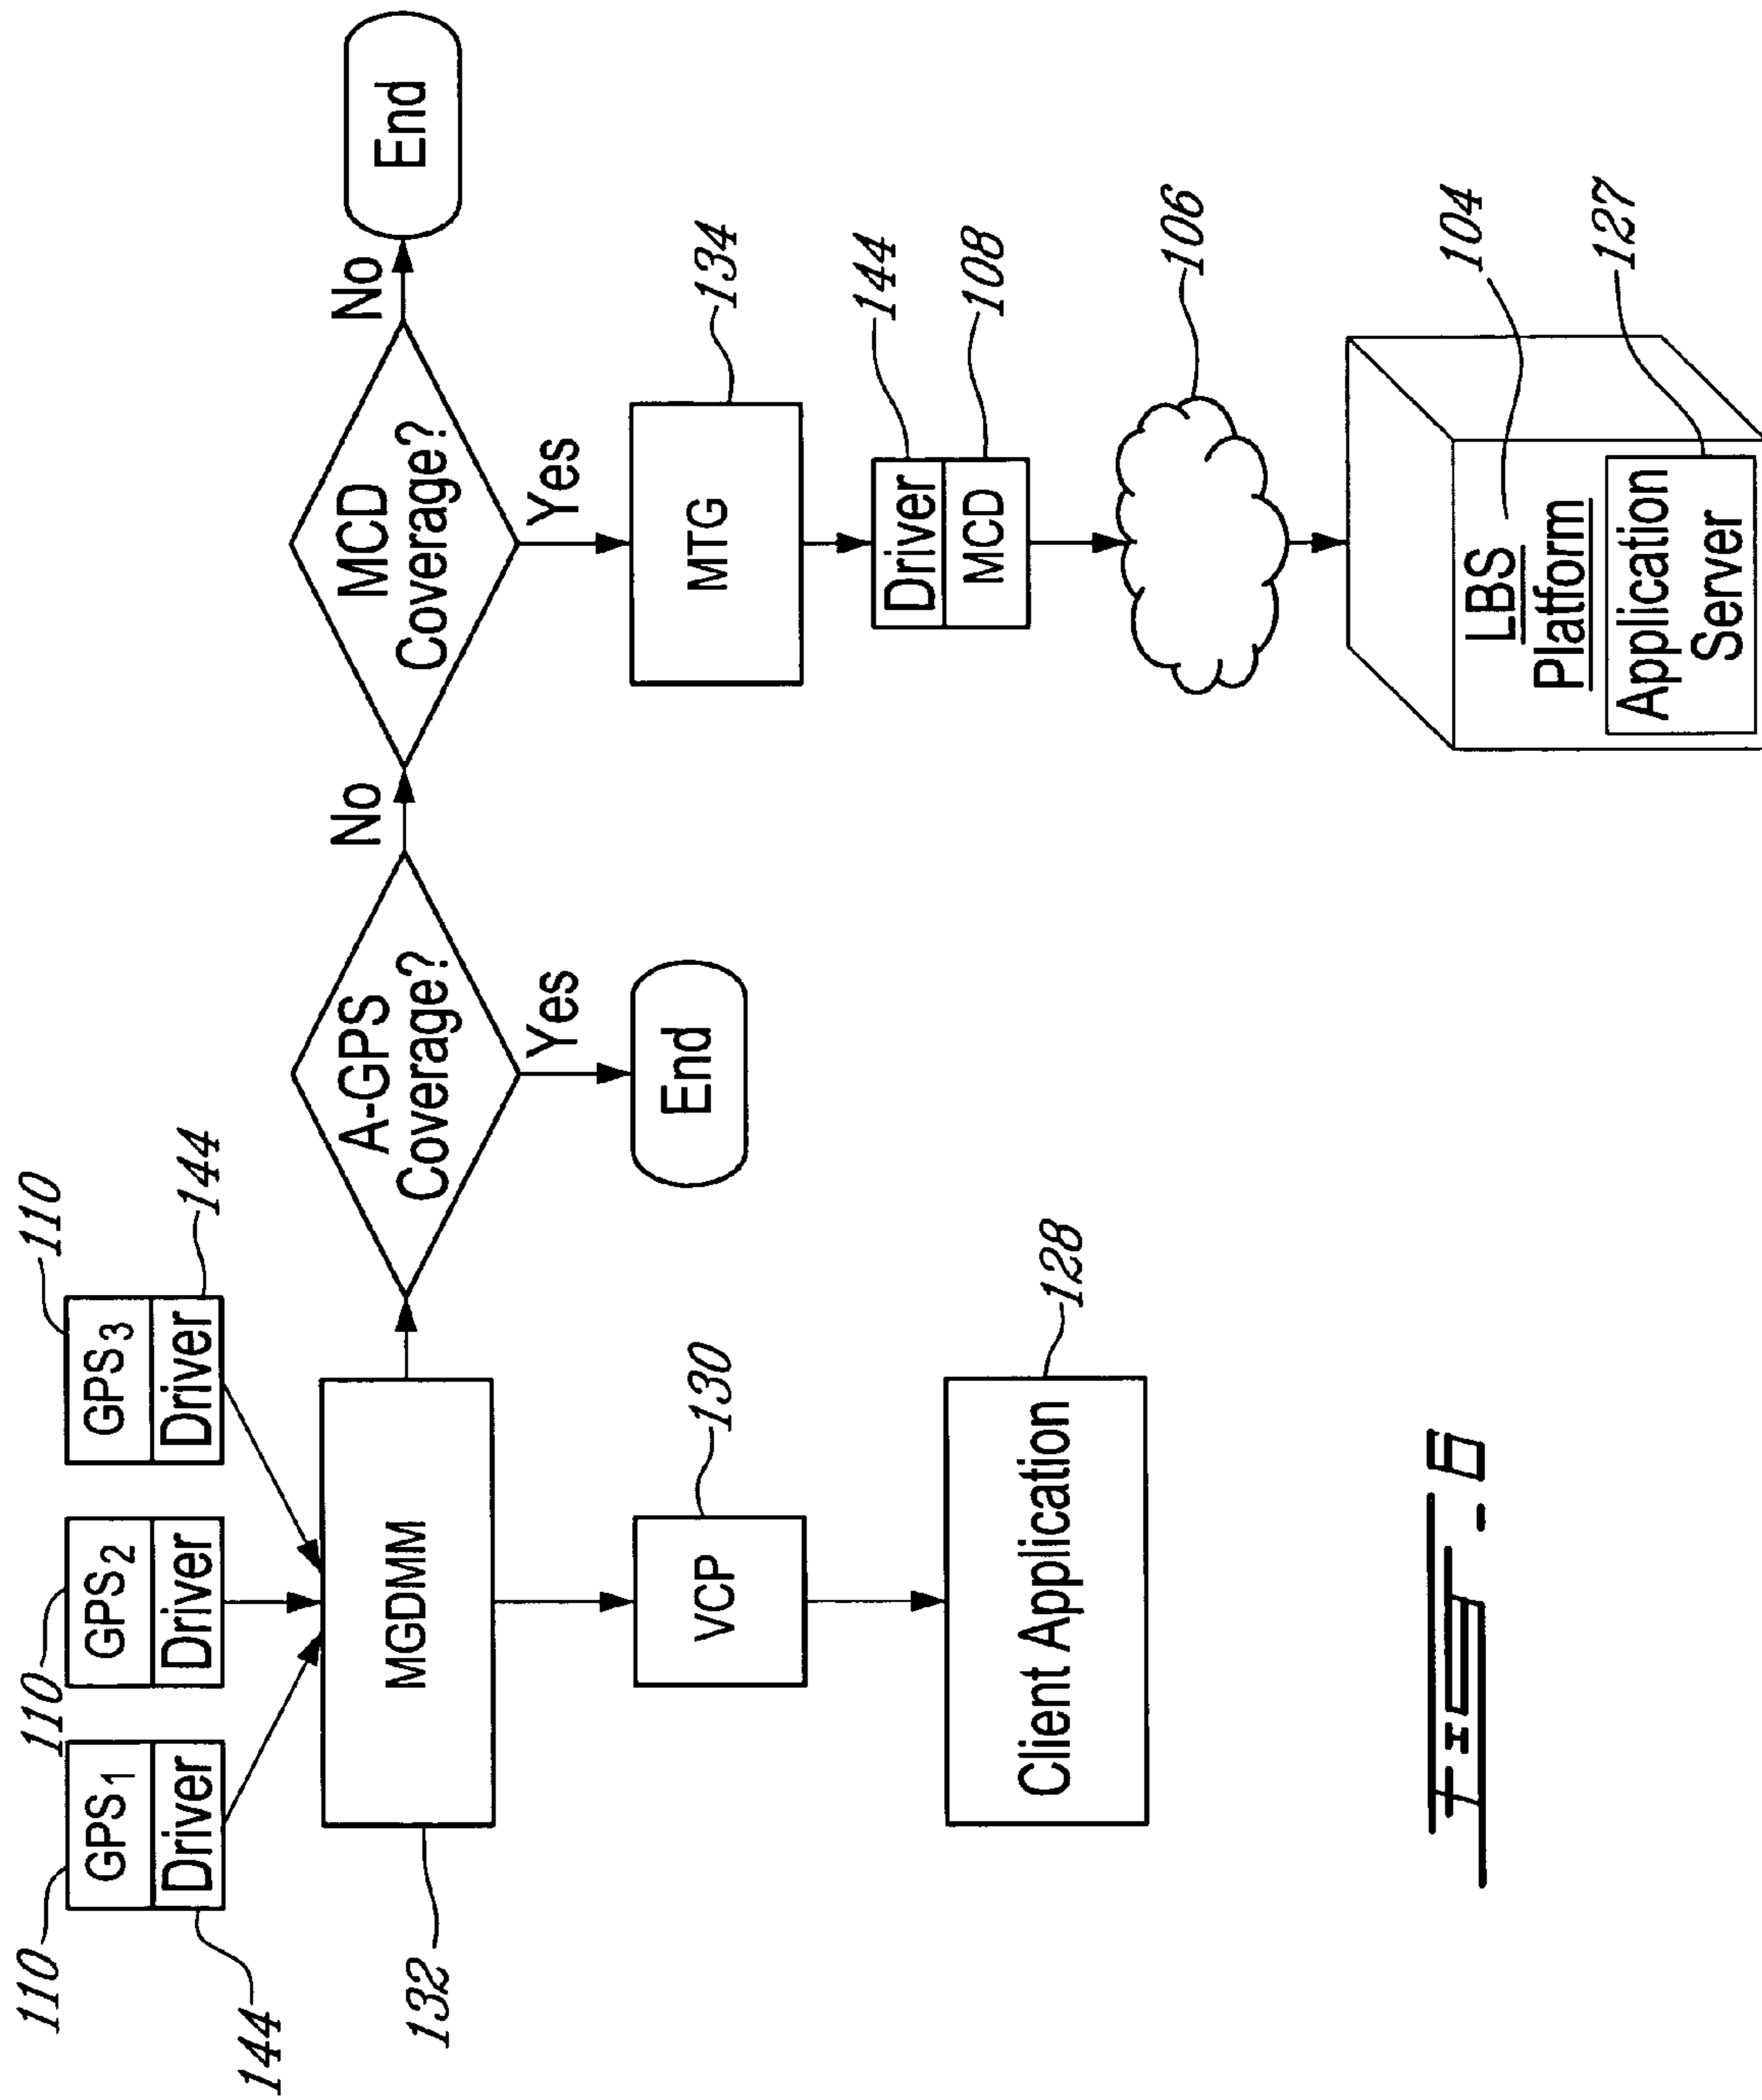 110
110
110
GPS1
GPS2
GPS3
Driver
Driver
Driver
144
144
132
MGDMM
A-GPS
Coverage?
No
MCD
Coverage?
No
End
Yes
Yes
VCP
130
End
MTG
134
Client Application
128
Driver
MCD
144
108
106
LBS
Platform
104
Application
Server
127
Fig-6